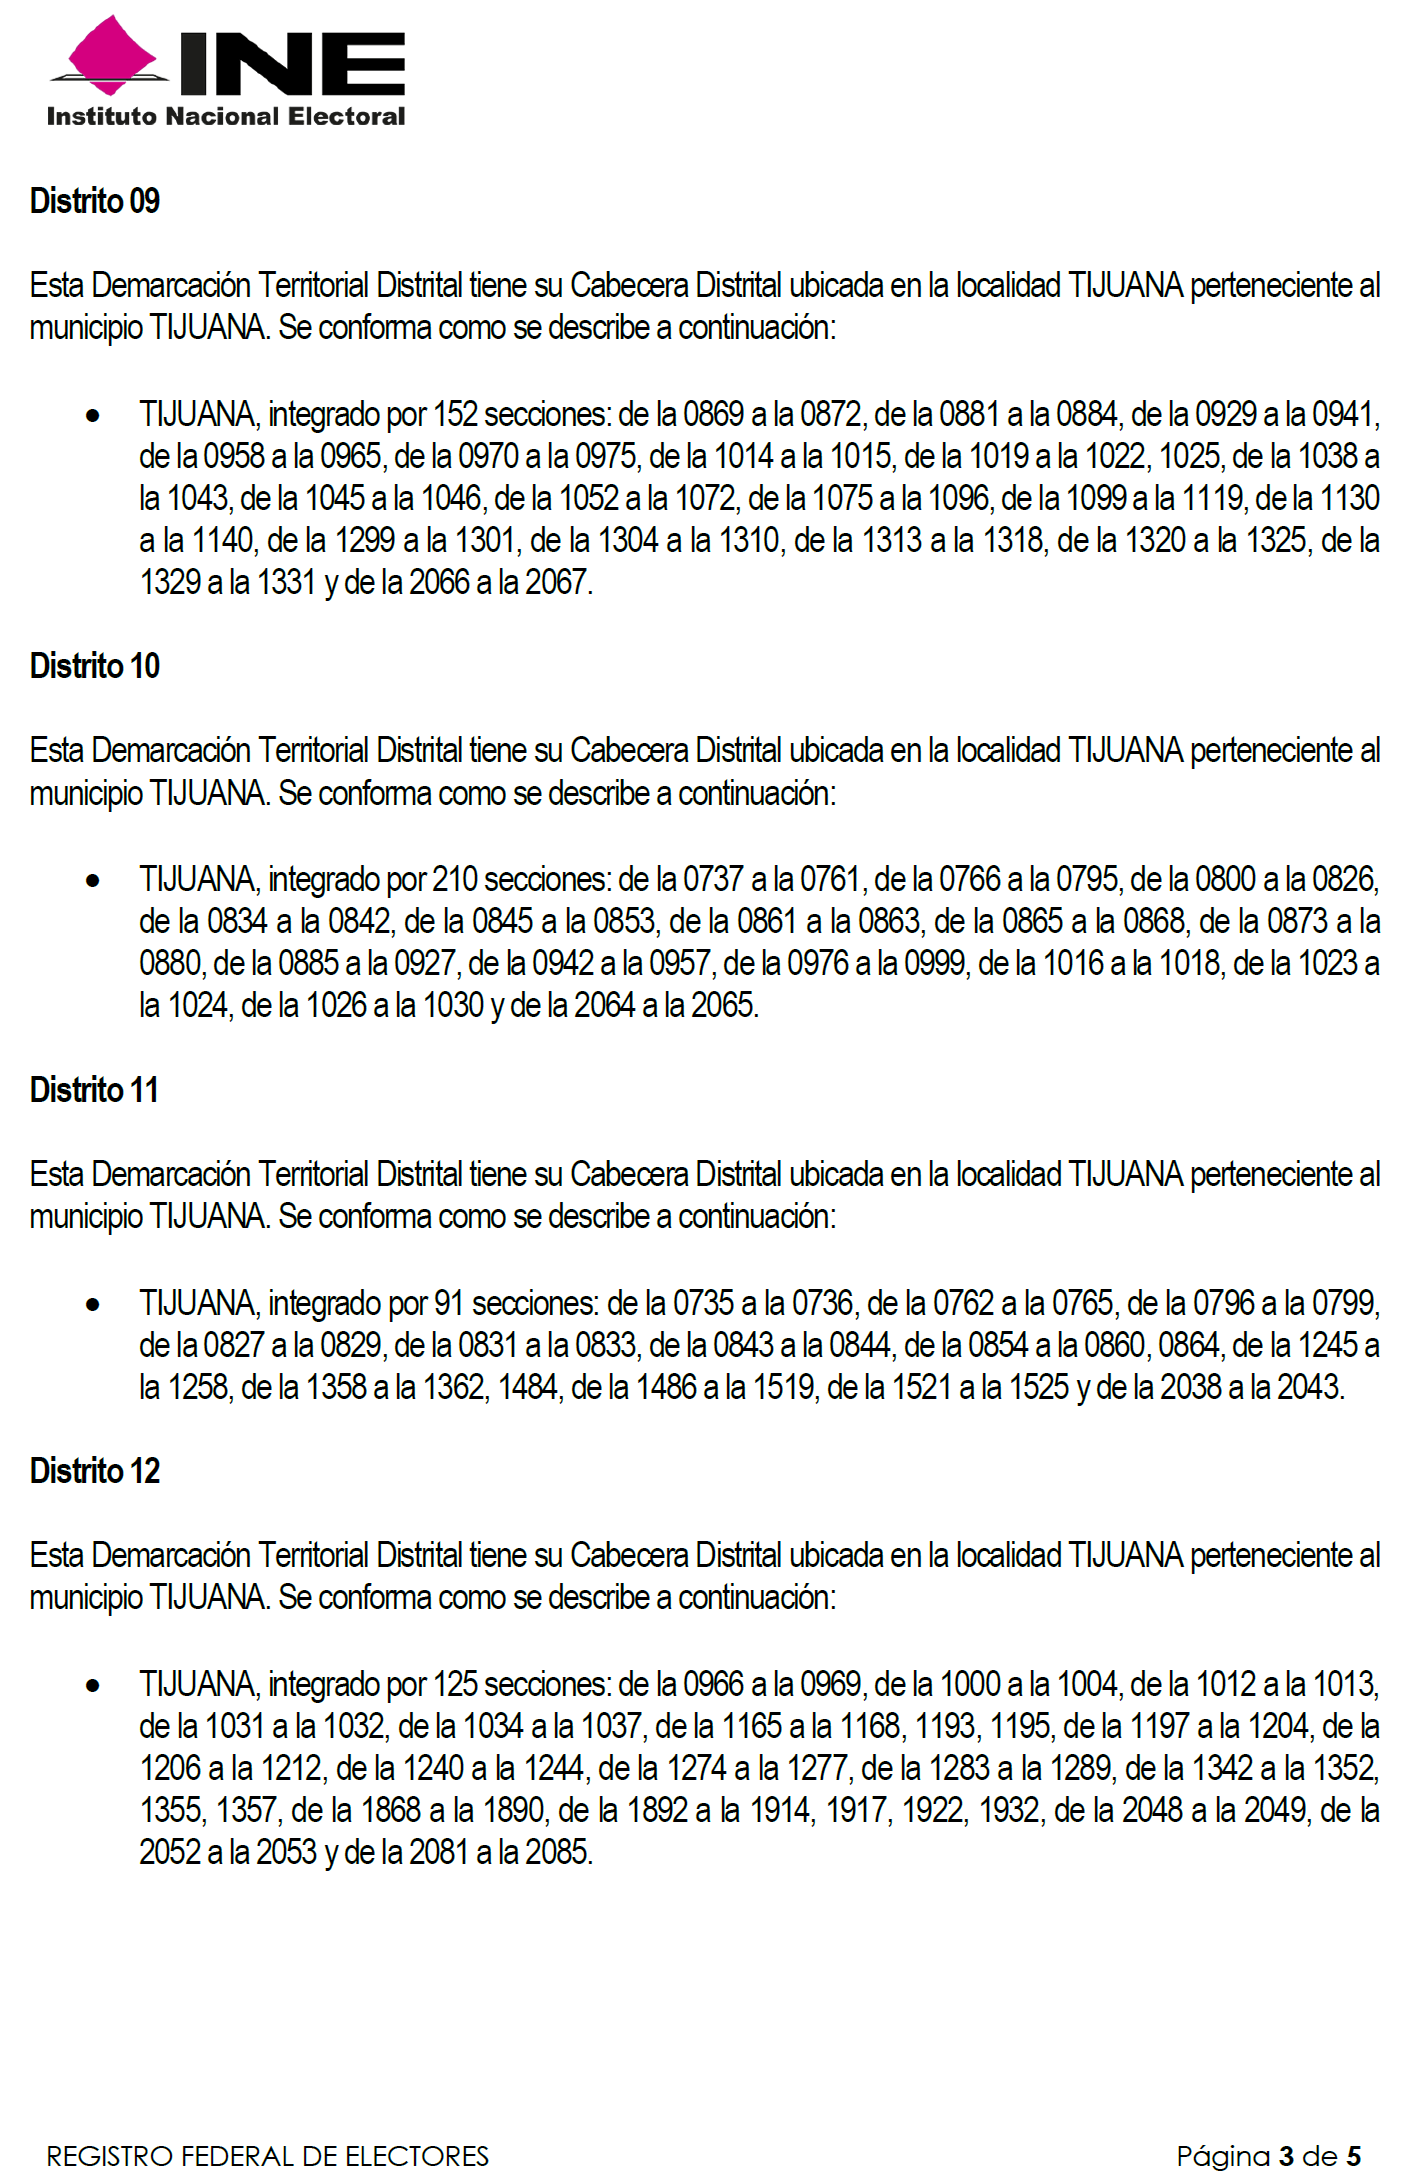 INE
Instituto Nacional Electoral
Distrito 09
Esta Demarcación Territorial Distrital tiene su Cabecera Distrital ubicada en la localidad TIJUANA perteneciente al
municipio TIJUANA. Se conforma como se describe a continuación:
● TIJUANA, integrado por 152 secciones: de la 0869 a la 0872, de la 0881 a la 0884, de la 0929 a la 0941,
de la 0958 a la 0965, de la 0970 a la 0975, de la 1014 a la 1015, de la 1019 a la 1022, 1025, de la 1038 a
la 1043, de la 1045 a la 1046, de la 1052 a la 1072, de la 1075 a la 1096, de la 1099 a la 1119, de la 1130
a la 1140, de la 1299 a la 1301, de la 1304 a la 1310, de la 1313 a la 1318, de la 1320 a la 1325, de la
1329 a la 1331 y de la 2066 a la 2067.
Distrito 10
Esta Demarcación Territorial Distrital tiene su Cabecera Distrital ubicada en la localidad TIJUANA perteneciente al
municipio TIJUANA. Se conforma como se describe a continuación:
● TIJUANA, integrado por 210 secciones: de la 0737 a la 0761, de la 0766 a la 0795, de la 0800 a la 0826,
de la 0834 a la 0842, de la 0845 a la 0853, de la 0861 a la 0863, de la 0865 a la 0868, de la 0873 a la
0880, de la 0885 a la 0927, de la 0942 a la 0957, de la 0976 a la 0999, de la 1016 a la 1018, de la 1023 a
la 1024, de la 1026 a la 1030 y de la 2064 a la 2065.
Distrito 11
Esta Demarcación Territorial Distrital tiene su Cabecera Distrital ubicada en la localidad TIJUANA perteneciente al
municipio TIJUANA. Se conforma como se describe a continuación:
● TIJUANA, integrado por 91 secciones: de la 0735 a la 0736, de la 0762 a la 0765, de la 0796 a la 0799,
de la 0827 a la 0829, de la 0831 a la 0833, de la 0843 a la 0844, de la 0854 a la 0860, 0864, de la 1245 a
la 1258, de la 1358 a la 1362, 1484, de la 1486 a la 1519, de la 1521 a la 1525 y de la 2038 a la 2043.
Distrito 12
Esta Demarcación Territorial Distrital tiene su Cabecera Distrital ubicada en la localidad TIJUANA perteneciente al
municipio TIJUANA. Se conforma como se describe a continuación:
● TIJUANA, integrado por 125 secciones: de la 0966 a la 0969, de la 1000 a la 1004, de la 1012 a la 1013,
de la 1031 a la 1032, de la 1034 a la 1037, de la 1165 a la 1168, 1193, 1195, de la 1197 a la 1204, de la
1206 a la 1212, de la 1240 a la 1244, de la 1274 a la 1277, de la 1283 a la 1289, de la 1342 a la 1352,
1355, 1357, de la 1868 a la 1890, de la 1892 a la 1914, 1917, 1922, 1932, de la 2048 a la 2049, de la
2052 a la 2053 y de la 2081 a la 2085.
REGISTRO FEDERAL DE ELECTORES
Página 3 de 5